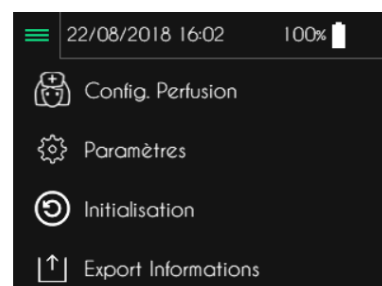 22/08/2018 16:02 100%
Config. Perfusion
Paramètres
Initialisation
Export Informations